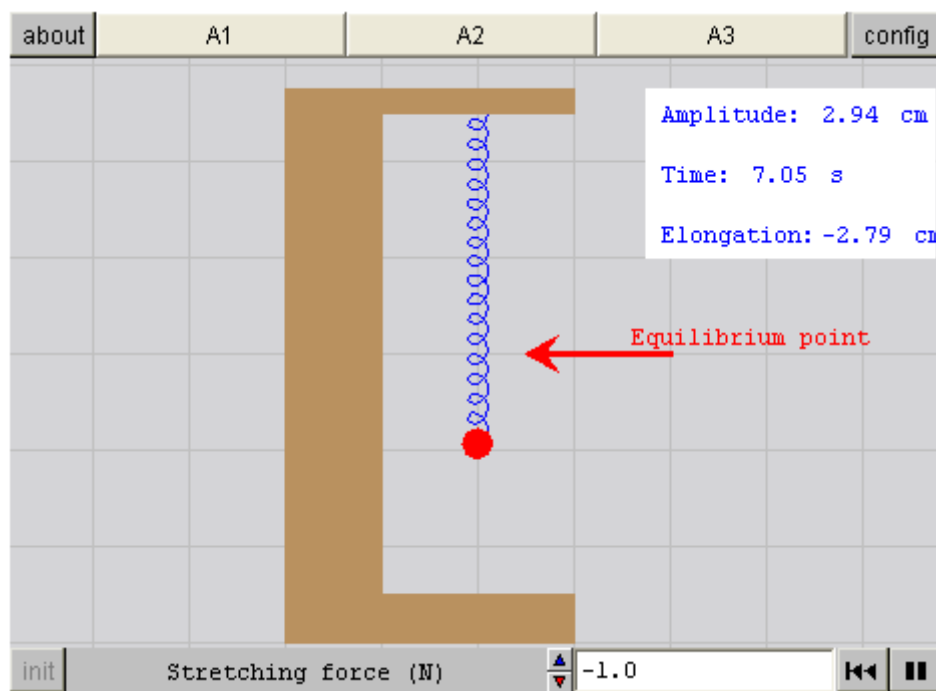 about A1 A2 A3 config
Amplitude: 2.94 cm
Time: 7.05 s
Elongation: -2.79 cm
Equilibrium point
init Stretching force (N) -1.0